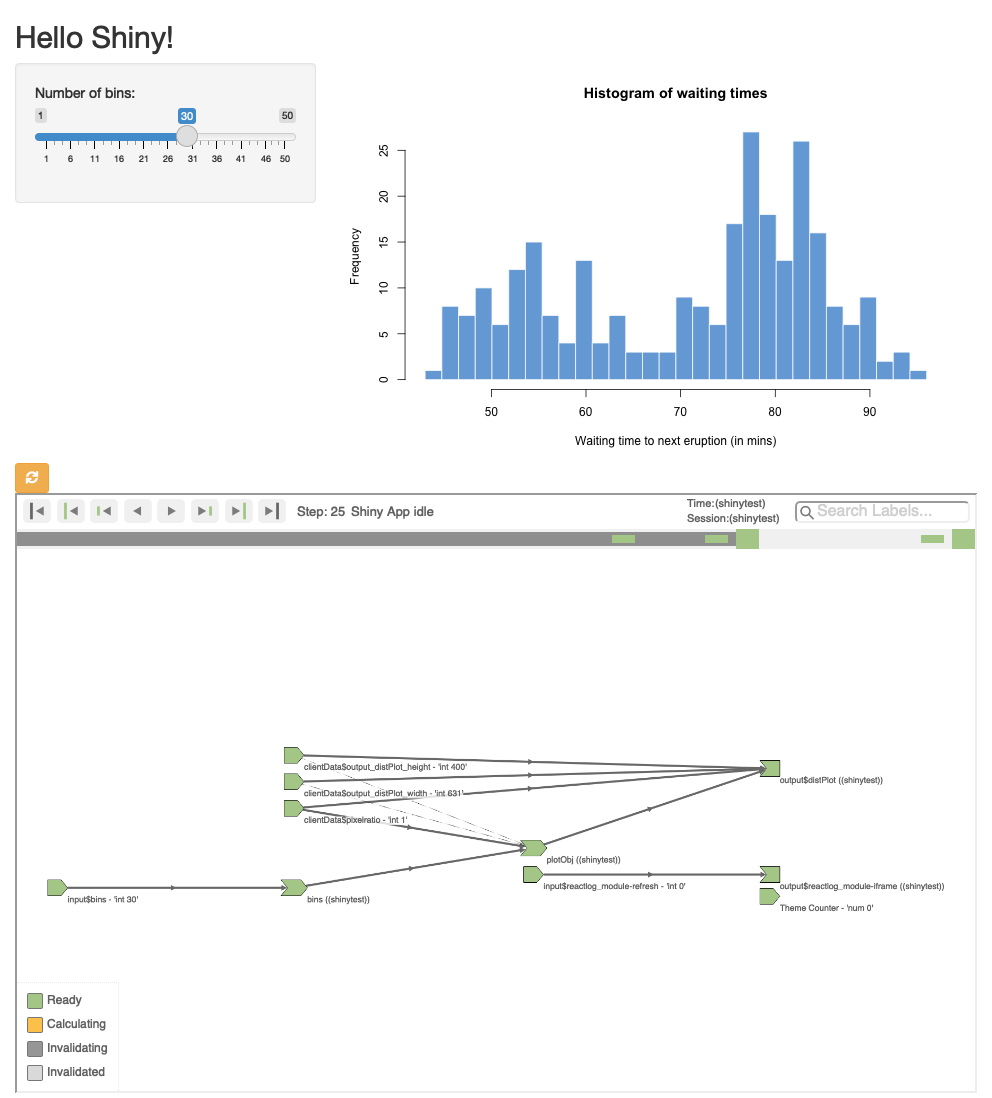 Hello Shiny!
Number of bins:
1 30 50
1 6 11 16 21 26 31 36 41 46 50
Histogram of waiting times
Frequency
25
20
15
10
5
0
50 60 70 80 90
Waiting time to next eruption (in mins)
Step: 25 Shiny App idle
Time:(shinytest)
Session:(shinytest)
Search Labels...
clientData$output_distPlot_height - 'int 400'
output$distPlot ((shinytest))
clientData$output_distPlot_width - 'int 631'
clientData$pixelratio - 'int 1'
plotObj ((shinytest))
input$reactlog_module-refresh - 'int 0'
output$reactlog_module-iframe ((shinytest))
input$bins - 'int 30'
bins ((shinytest))
Theme Counter - 'num 0'
Ready
Calculating
Invalidating
Invalidated